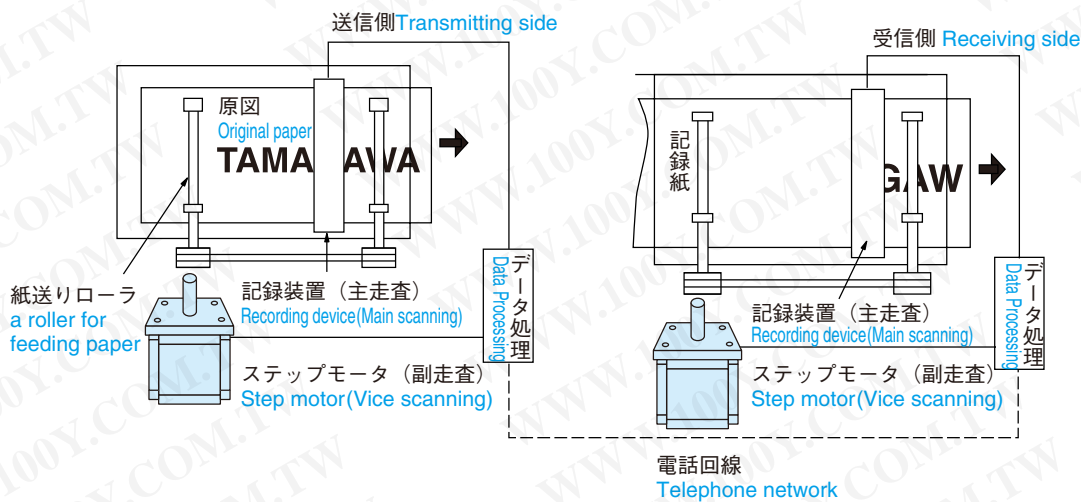 送信側Transmitting side
原図
Original paper
TAMA AWA
紙送りローラ
a roller for
feeding paper
記録装置（主走査）
Recording device(Main scanning)
データ処理
Data Processing
ステップモータ（副走査）
Step motor(Vice scanning)
受信側 Receiving side
記録紙
GAW
記録装置（主走査）
Recording device(Main scanning)
データ処理
Data Processing
ステップモータ（副走査）
Step motor(Vice scanning)
電話回線
Telephone network
WWW.100Y.COM.TW